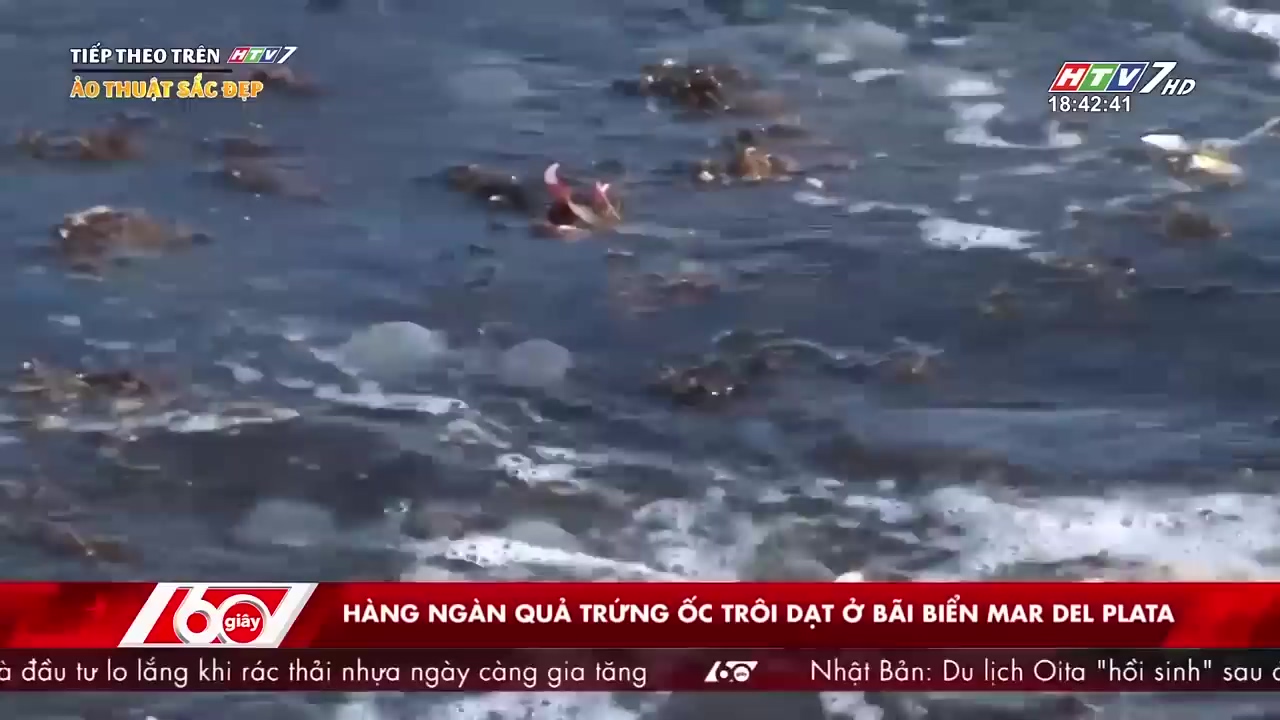 TIẾP THEO TRÊN HTV7
ẢO THUẬT SẮC ĐẸP
HTV7 HD
18:42:41
60 giây
HÀNG NGÀN QUẢ TRỨNG ỐC TRÔI DẠT Ở BÃI BIỂN MAR DEL PLATA
đầu tư lo lắng khi rác thải nhựa ngày càng gia tăng 60 giây Nhật Bản: Du lịch Oita "hồi sinh" sau